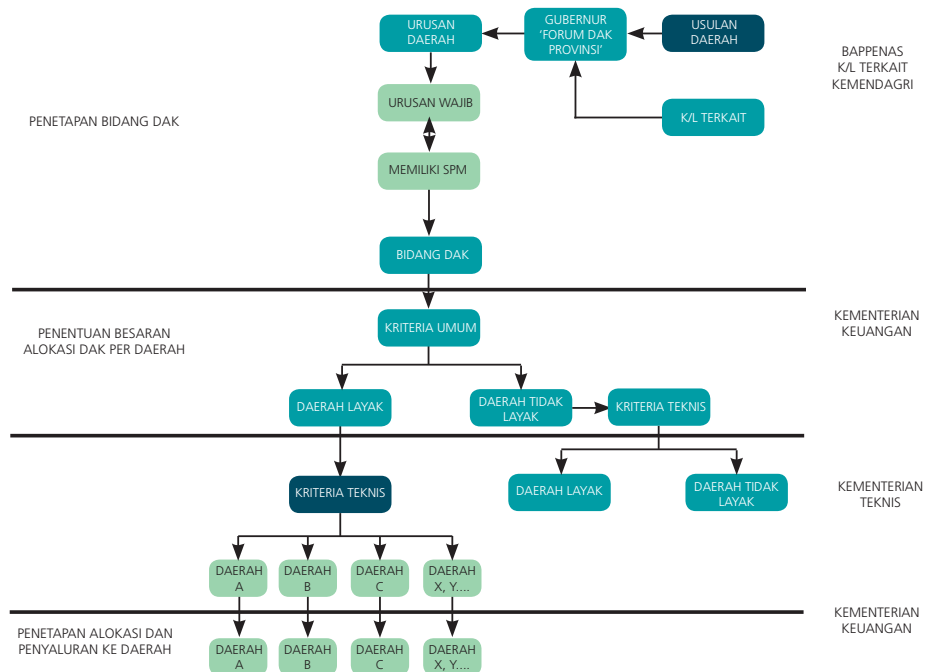 URUSAN
DAERAH
GUBERNUR
'FORUM DAK
PROVINSI'
USULAN
DAERAH
BAPPENAS
K/L TERKAIT
KEMENDAGRI
URUSAN WAJIB
K/L TERKAIT
PENETAPAN BIDANG DAK
MEMILIKI SPM
BIDANG DAK
KRITERIA UMUM
KEMENTERIAN
KEUANGAN
PENENTUAN BESARAN
ALOKASI DAK PER DAERAH
DAERAH LAYAK
DAERAH TIDAK
LAYAK
KRITERIA TEKNIS
KRITERIA TEKNIS
DAERAH LAYAK
DAERAH TIDAK
LAYAK
KEMENTERIAN
TEKNIS
DAERAH
A
DAERAH
B
DAERAH
C
DAERAH
X, Y....
PENETAPAN ALOKASI DAN
PENYALURAN KE DAERAH
DAERAH
A
DAERAH
B
DAERAH
C
DAERAH
X, Y....
KEMENTERIAN
KEUANGAN